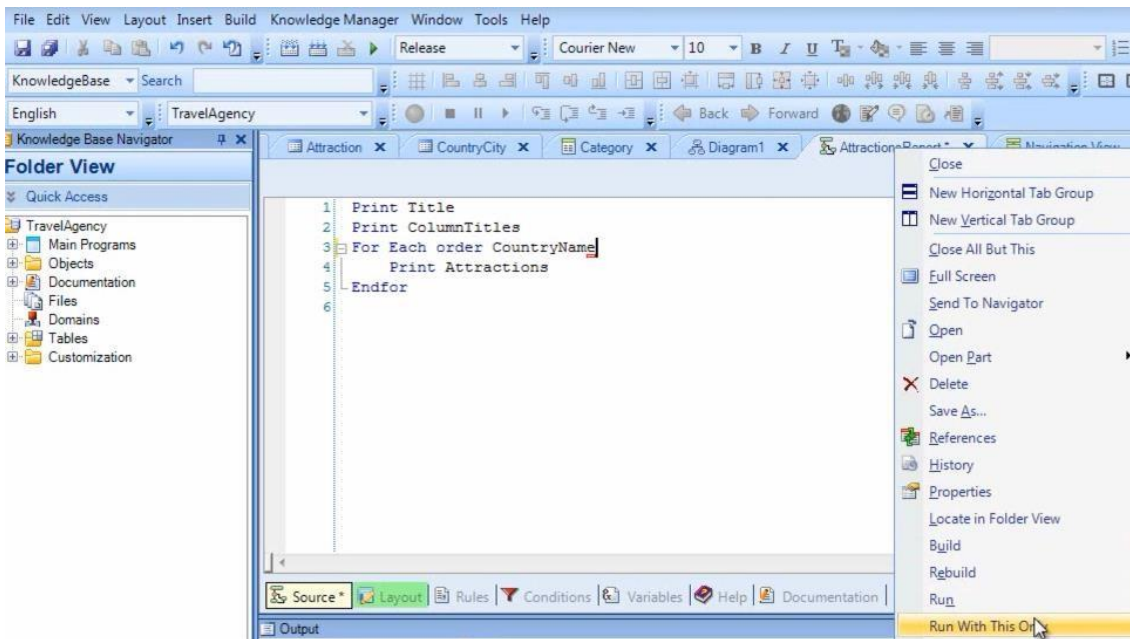 File Edit View Layout Insert Build Knowledge Manager Window Tools Help
Release Courier New 10 B I U
KnowledgeBase Search
English TravelAgency Back Forward
Knowledge Base Navigator
Attraction CountryCity Category Diagram1 Navigation View
Folder View
Quick Access
TravelAgency
Main Programs
Objects
Documentation
Files
Domains
Tables
Customization
1 Print Title
2 Print ColumnTitles
3 For Each order CountryName
4 Print Attractions
5 Endfor
6
Close
New Horizontal Tab Group
New Vertical Tab Group
Close All But This
Full Screen
Send To Navigator
Open
Open Part
Delete
Save As...
References
History
Properties
Locate in Folder View
Build
Rebuild
Run
Run With This
Source * Layout Rules Conditions Variables Help Documentation
Output